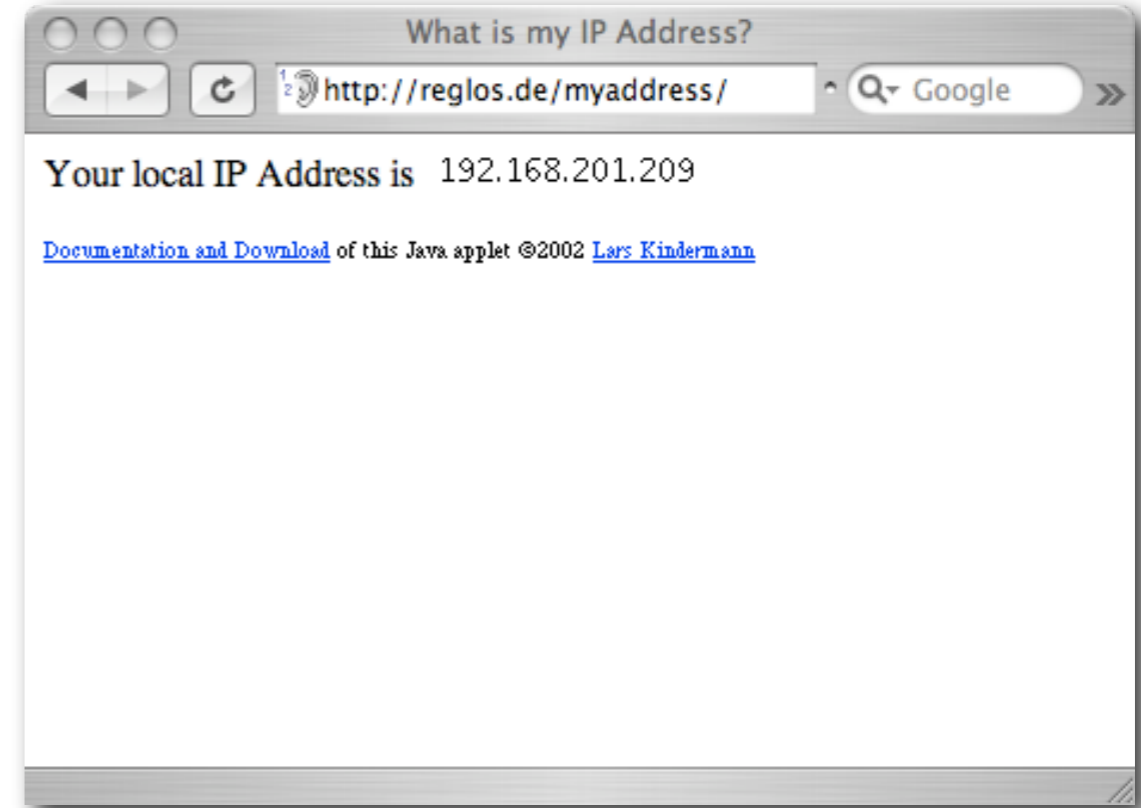 What is my IP Address?
http://reglos.de/myaddress/ Google
Your local IP Address is 192.168.201.209
Documentation and Download of this Java applet ©2002 Lars Kindermann